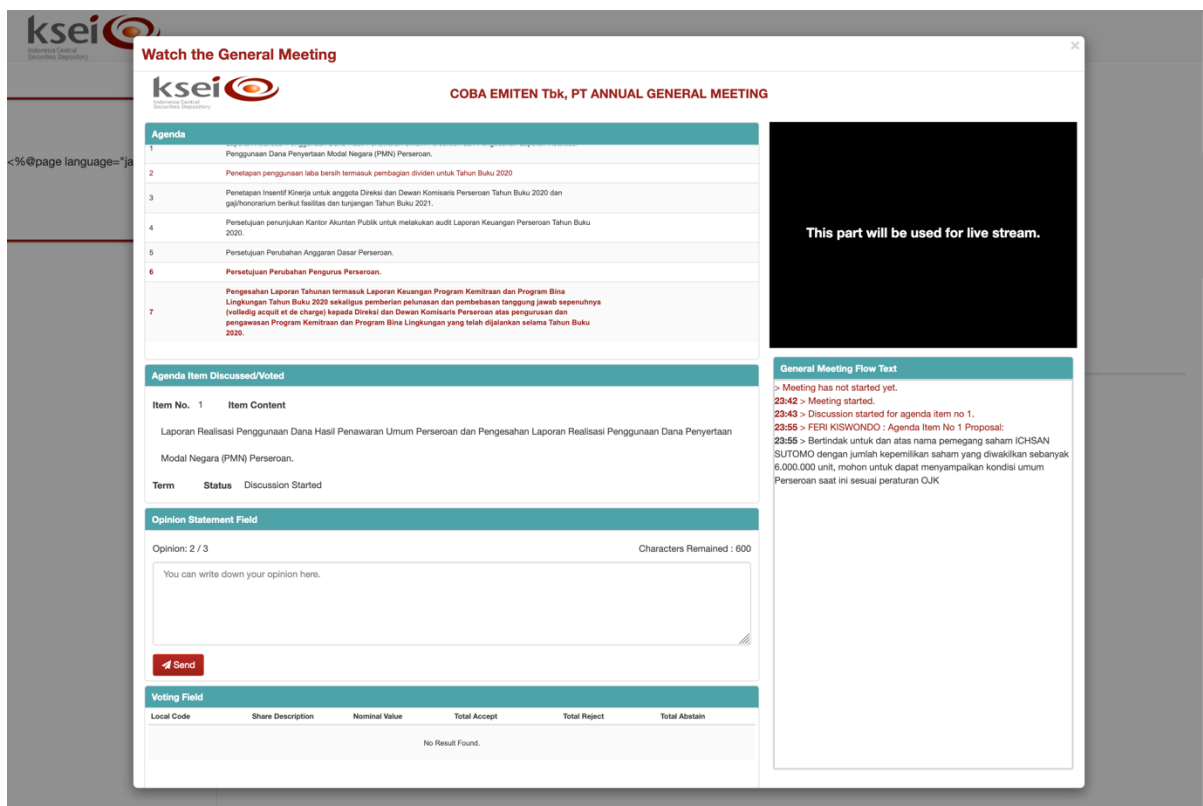 ksei
Indonesia Central
Securities Depository
<%@page language="ja
Watch the General Meeting
×
ksei
Indonesia Central
Securities Depository
COBA EMITEN Tbk, PT ANNUAL GENERAL MEETING
Agenda
1
Penggunaan Dana Penyertaan Modal Negara (PMN) Perseroan.
2 Penetapan penggunaan laba bersih termasuk pembagian dividen untuk Tahun Buku 2020
3 Penetapan Insentif Kinerja untuk anggota Direksi dan Dewan Komisaris Perseroan Tahun Buku 2020 dan
gaji/honorarium berikut fasilitas dan tunjangan Tahun Buku 2021.
4 Persetujuan penunjukan Kantor Akuntan Publik untuk melakukan audit Laporan Keuangan Perseroan Tahun Buku
2020.
5 Persetujuan Perubahan Anggaran Dasar Perseroan.
6 Persetujuan Perubahan Pengurus Perseroan.
7 Pengesahan Laporan Tahunan termasuk Laporan Keuangan Program Kemitraan dan Program Bina
Lingkungan Tahun Buku 2020 sekaligus pemberian pelunasan dan pembebasan tanggung jawab sepenuhnya
(volledig acquit et de charge) kepada Direksi dan Dewan Komisaris Perseroan atas pengurusan dan
pengawasan Program Kemitraan dan Program Bina Lingkungan yang telah dijalankan selama Tahun Buku
2020.
Agenda Item Discussed/Voted
Item No. 1 Item Content
Laporan Realisasi Penggunaan Dana Hasil Penawaran Umum Perseroan dan Pengesahan Laporan Realisasi Penggunaan Dana Penyertaan
Modal Negara (PMN) Perseroan.
Term Status Discussion Started
Opinion Statement Field
Opinion: 2 / 3 Characters Remained : 600
You can write down your opinion here.
Send
Voting Field
Local Code Share Description Nominal Value Total Accept Total Reject Total Abstain
No Result Found.
This part will be used for live stream.
General Meeting Flow Text
> Meeting has not started yet.
23:42 > Meeting started.
23:43 > Discussion started for agenda item no 1.
23:55 > FERI KISWONDO : Agenda Item No 1 Proposal:
23:55 > Bertindak untuk dan atas nama pemegang saham ICHSAN
SUTOMO dengan jumlah kepemilikan saham yang diwakilkan sebanyak
6.000.000 unit, mohon untuk dapat menyampaikan kondisi umum
Perseroan saat ini sesuai peraturan OJK